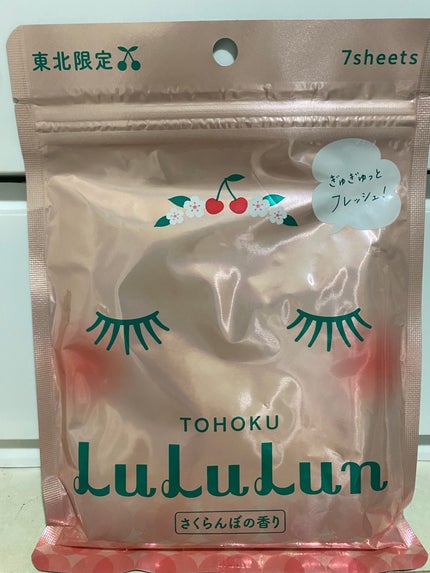 東北限定
7sheets
ぎゅぎゅっと
フレッシュ!
TOHOKU
LuLuLun
さくらんぼの香り